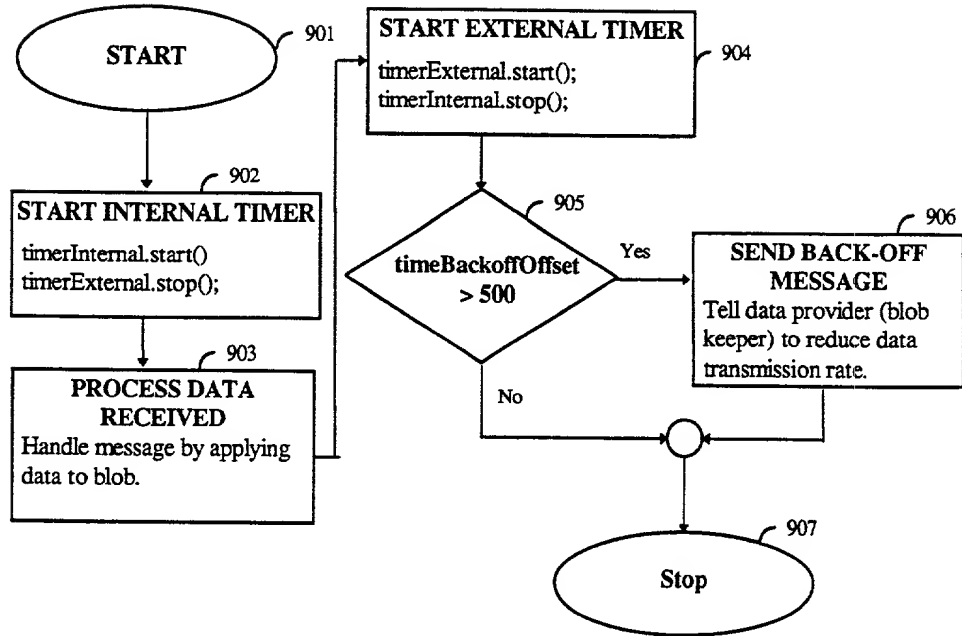 START
901
902
START INTERNAL TIMER
timerInternal.start()
timerExternal.stop();
903
PROCESS DATA
RECEIVED
Handle message by applying
data to blob.
START EXTERNAL TIMER
timerExternal.start();
timerInternal.stop();
904
905
timeBackoffOffset
> 500
Yes
No
906
SEND BACK-OFF
MESSAGE
Tell data provider (blob
keeper) to reduce data
transmission rate.
907
Stop